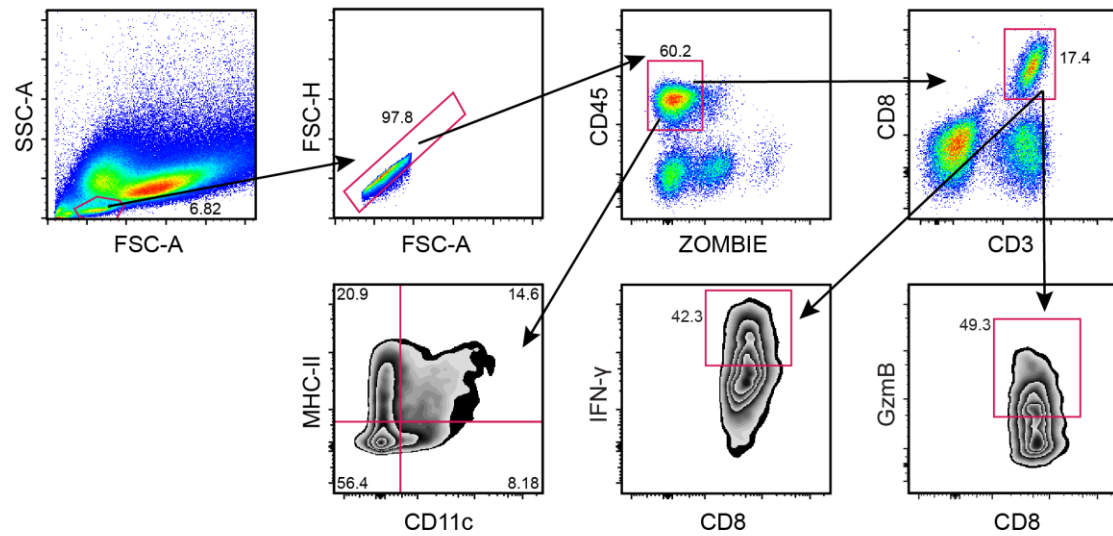 SSC-A
6.82
FSC-A
FSC-H
97.8
FSC-A
CD45
60.2
ZOMBIE
CD8
17.4
CD3
MHC-II
20.9
14.6
56.4
8.18
CD11c
IFN-γ
42.3
CD8
GzmB
49.3
CD8